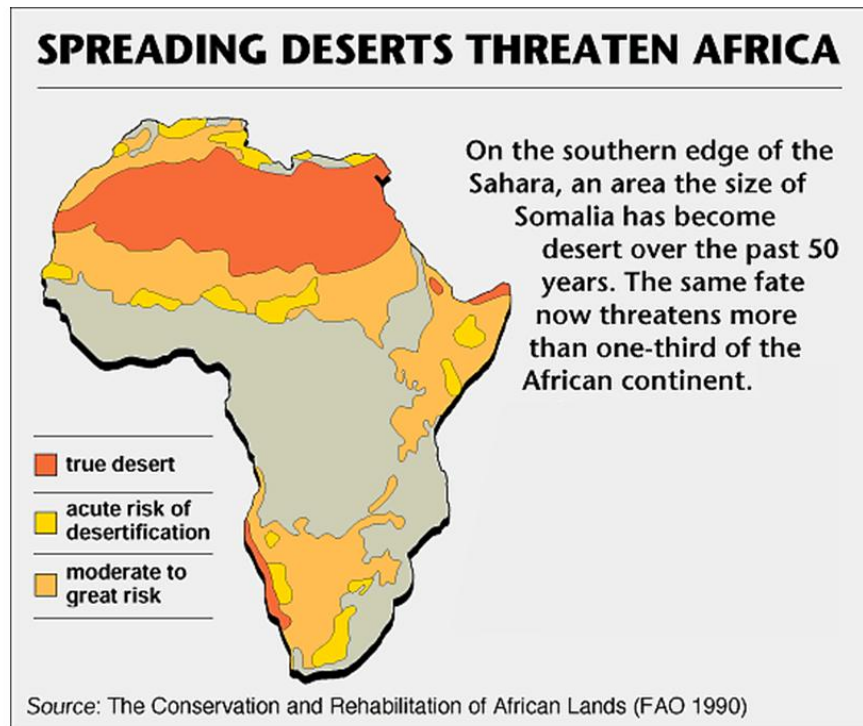 SPREADING DESERTS THREATEN AFRICA
On the southern edge of the
Sahara, an area the size of
Somalia has become
desert over the past 50
years. The same fate
now threatens more
than one-third of the
African continent.
true desert
acute risk of
desertification
moderate to
great risk
Source: The Conservation and Rehabilitation of African Lands (FAO 1990)